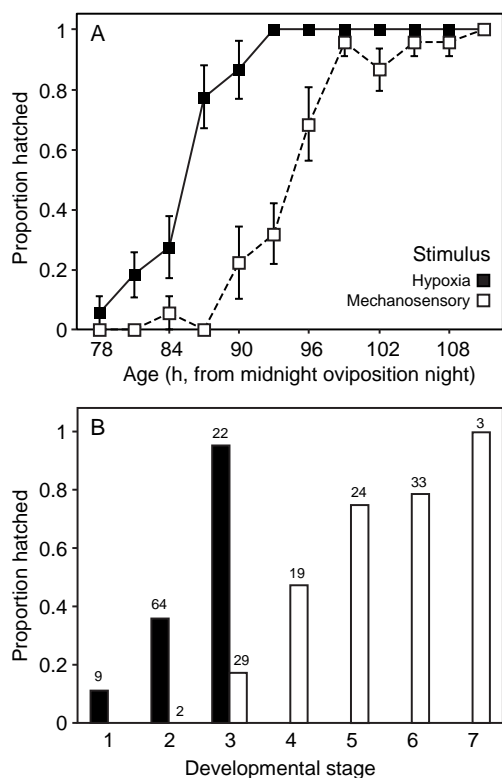 A
Proportion hatched
1
0.8
0.6
0.4
0.2
0
78 84 90 96 102 108
Age (h, from midnight oviposition night)
Stimulus
Hypoxia
Mechanosensory
B
Proportion hatched
1
0.8
0.6
0.4
0.2
0
9
64
2
22
29
19
24
33
3
1 2 3 4 5 6 7
Developmental stage